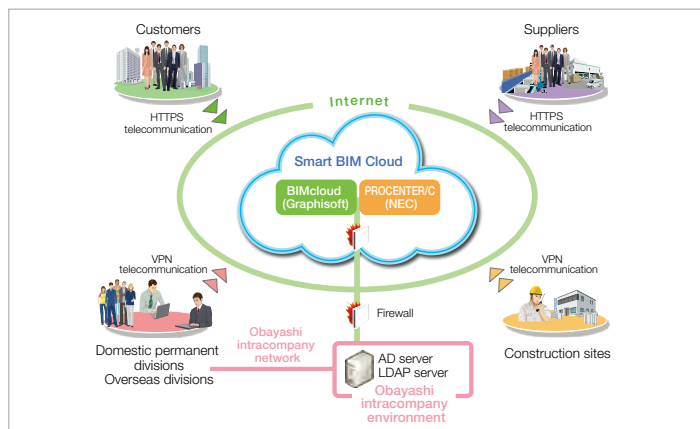 Customers
Suppliers
Internet
HTTPS
telecommunication
HTTPS
telecommunication
Smart BIM Cloud
BIMcloud
(Graphisoft)
PROCENTER/C
(NEC)
VPN
telecommunication
VPN
telecommunication
Firewall
Obayashi
intracompany
network
Domestic permanent
divisions
Overseas divisions
AD server
LDAP server
Construction sites
Obayashi
intracompany
environment